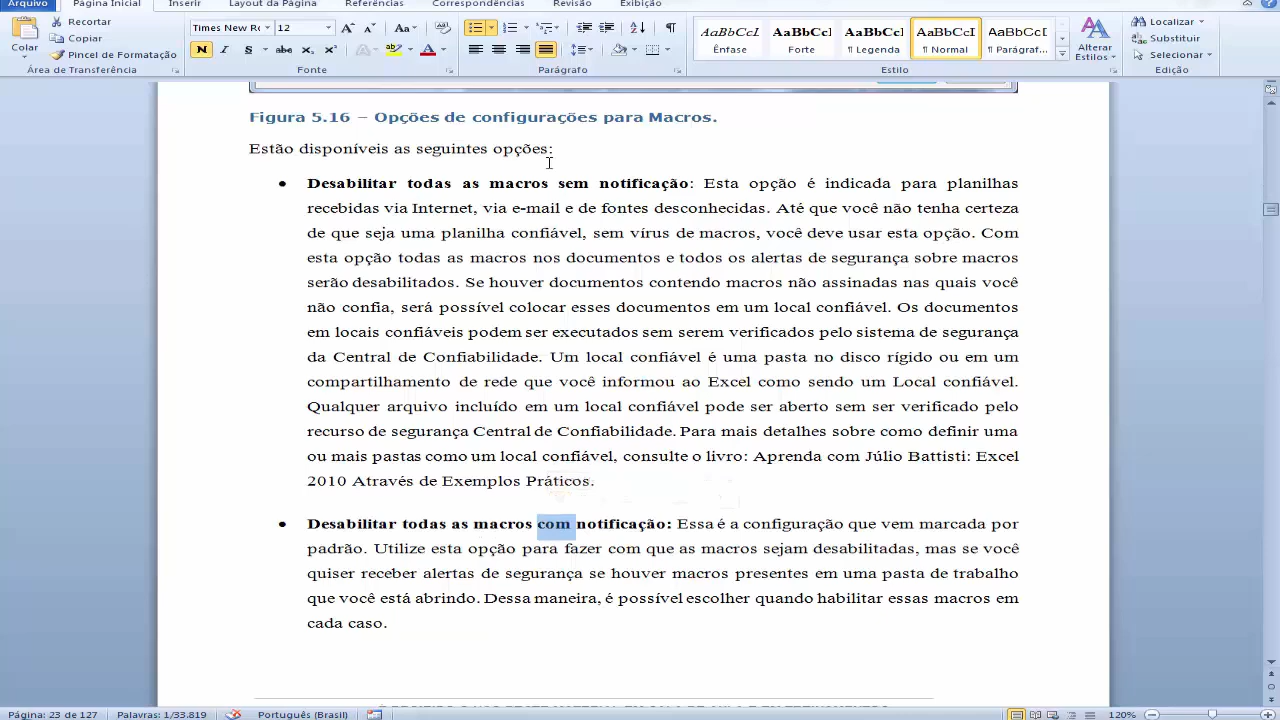 Arquivo Página Inicial Inserir Layout da Página Referências Correspondências Revisão Exibição
Recortar
Copiar
Pincel de Formatação
Colar
Área de Transferência
Times New Ro 12
Fonte
Parágrafo
AaBbCcI AaBbCcI AaBbCcI AaBbCcI AaBbCcI
Ênfase Forte ¶ Legenda ¶ Normal ¶ Parágraf...
Alterar
Estilos
Estilo
Localizar
Substituir
Selecionar
Edição
Figura 5.16 – Opções de configurações para Macros.
Estão disponíveis as seguintes opções:
• Desabilitar todas as macros sem notificação: Esta opção é indicada para planilhas
recebidas via Internet, via e-mail e de fontes desconhecidas. Até que você não tenha certeza
de que seja uma planilha confiável, sem vírus de macros, você deve usar esta opção. Com
esta opção todas as macros nos documentos e todos os alertas de segurança sobre macros
serão desabilitados. Se houver documentos contendo macros não assinadas nas quais você
não confia, será possível colocar esses documentos em um local confiável. Os documentos
em locais confiáveis podem ser executados sem serem verificados pelo sistema de segurança
da Central de Confiabilidade. Um local confiável é uma pasta no disco rígido ou em um
compartilhamento de rede que você informou ao Excel como sendo um Local confiável.
Qualquer arquivo incluído em um local confiável pode ser aberto sem ser verificado pelo
recurso de segurança Central de Confiabilidade. Para mais detalhes sobre como definir uma
ou mais pastas como um local confiável, consulte o livro: Aprenda com Júlio Battisti: Excel
2010 Através de Exemplos Práticos.
• Desabilitar todas as macros com notificação: Essa é a configuração que vem marcada por
padrão. Utilize esta opção para fazer com que as macros sejam desabilitadas, mas se você
quiser receber alertas de segurança se houver macros presentes em uma pasta de trabalho
que você está abrindo. Dessa maneira, é possível escolher quando habilitar essas macros em
cada caso.
Página: 23 de 127 Palavras: 1/33.819 Português (Brasil) 120%